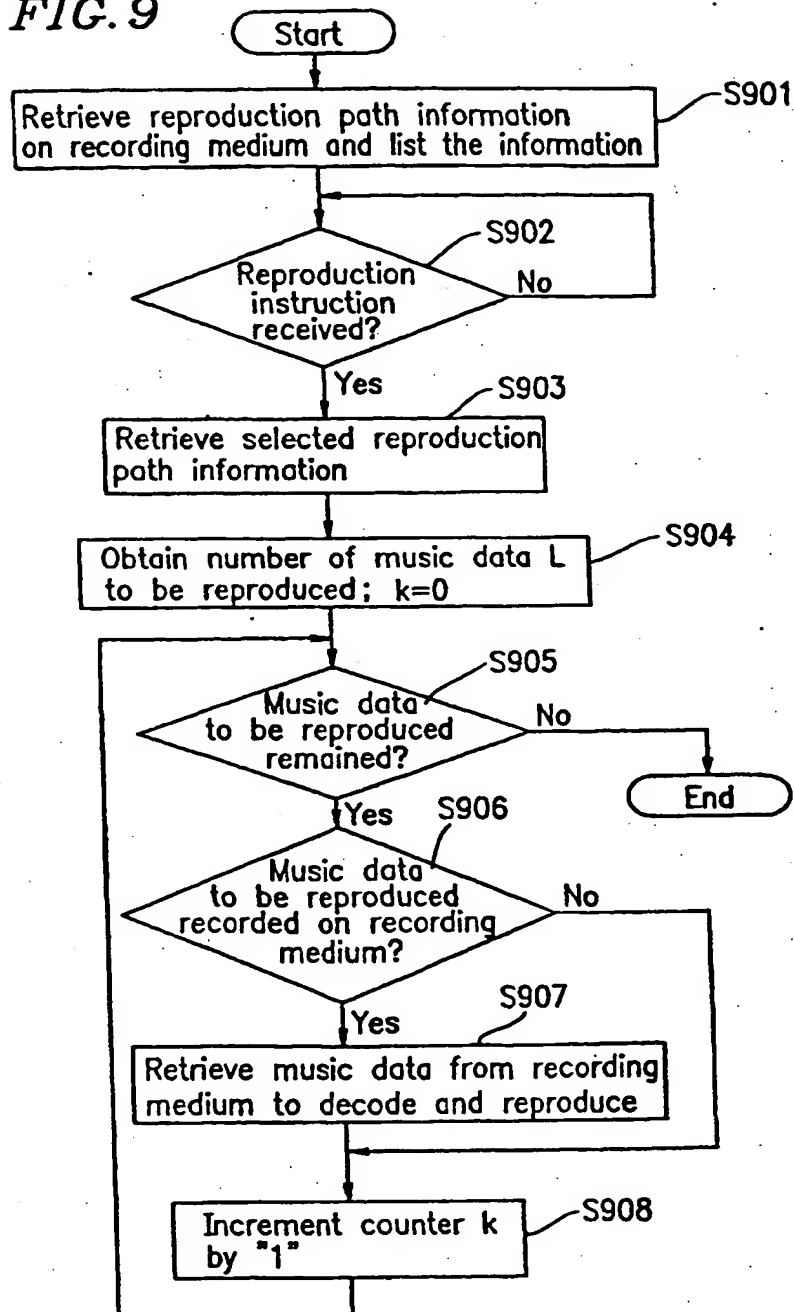 FIG. 9
Start
S901
Retrieve reproduction path information
on recording medium and list the information
S902
Reproduction
instruction
received?
No
Yes
S903
Retrieve selected reproduction
path information
S904
Obtain number of music data L
to be reproduced; k=0
S905
Music data
to be reproduced
remained?
No
End
Yes
S906
Music data
to be reproduced
recorded on recording
medium?
No
Yes
S907
Retrieve music data from recording
medium to decode and reproduce
S908
Increment counter k
by "1"